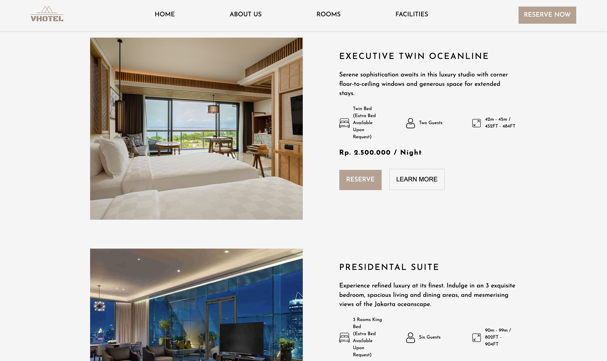 VHOTEL
HOME
ABOUT US
ROOMS
FACILITIES
RESERVE NOW
EXECUTIVE TWIN OCEANLINE
Serene sophistication awaits in this luxury studio with corner
floor-to-ceiling windows and generous space for extended
stays.
Twin Bed
(Extra Bed
Available
Upon
Request)
Two Guests
42m - 45m /
452FT - 484FT
Rp. 2.500.000 / Night
RESERVE
LEARN MORE
PRESIDENTAL SUITE
Experience refined luxury at its finest. Indulge in an 3 exquisite
bedroom, spacious living and dining areas, and mesmerising
views of the Jakarta oceanscape.
3 Rooms King
Bed
(Extra Bed
Available
Upon
Request)
Six Guests
90m - 99m /
802FT -
904FT